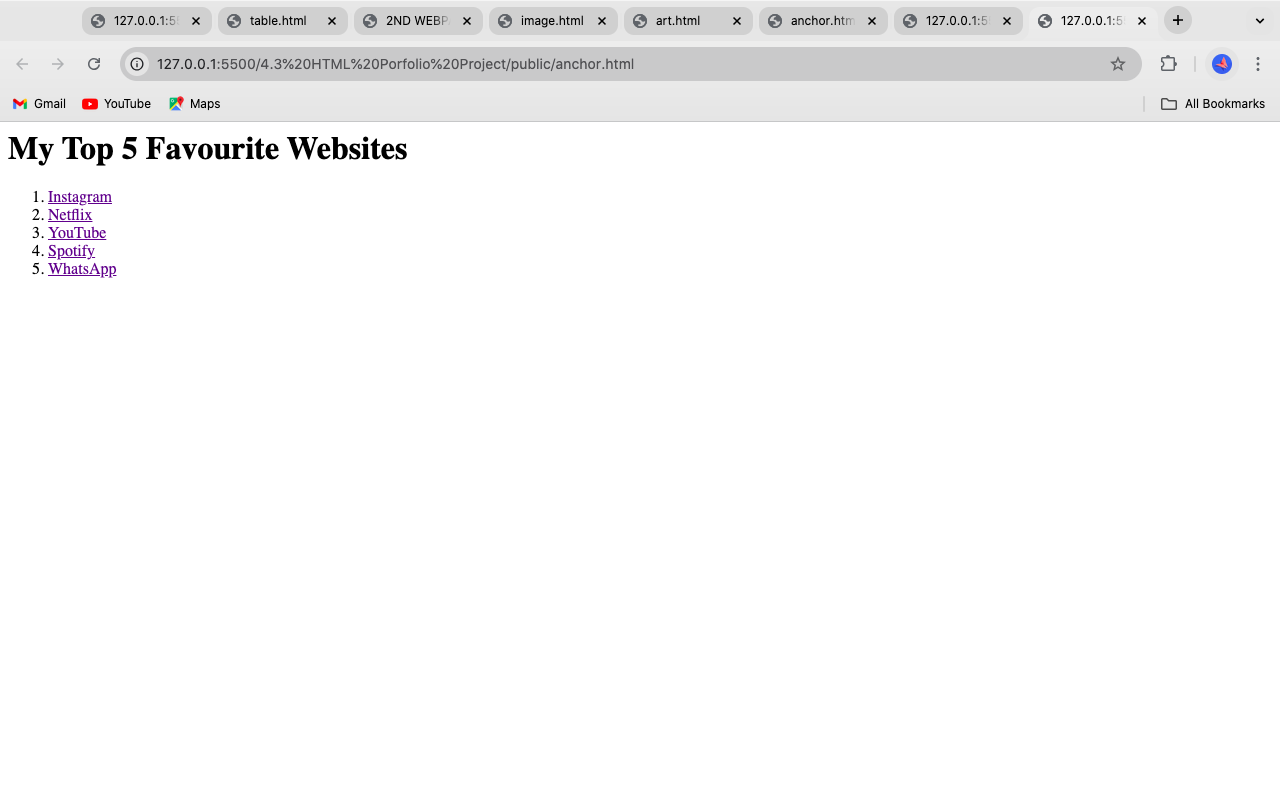 127.0.0.1:5
table.html
2ND WEBP
image.html
art.html
anchor.htm
127.0.0.1:5
127.0.0.1:5
127.0.0.1:5500/4.3%20HTML%20Porfolio%20Project/public/anchor.html
Gmail YouTube Maps All Bookmarks
My Top 5 Favourite Websites
1. Instagram
2. Netflix
3. YouTube
4. Spotify
5. WhatsApp